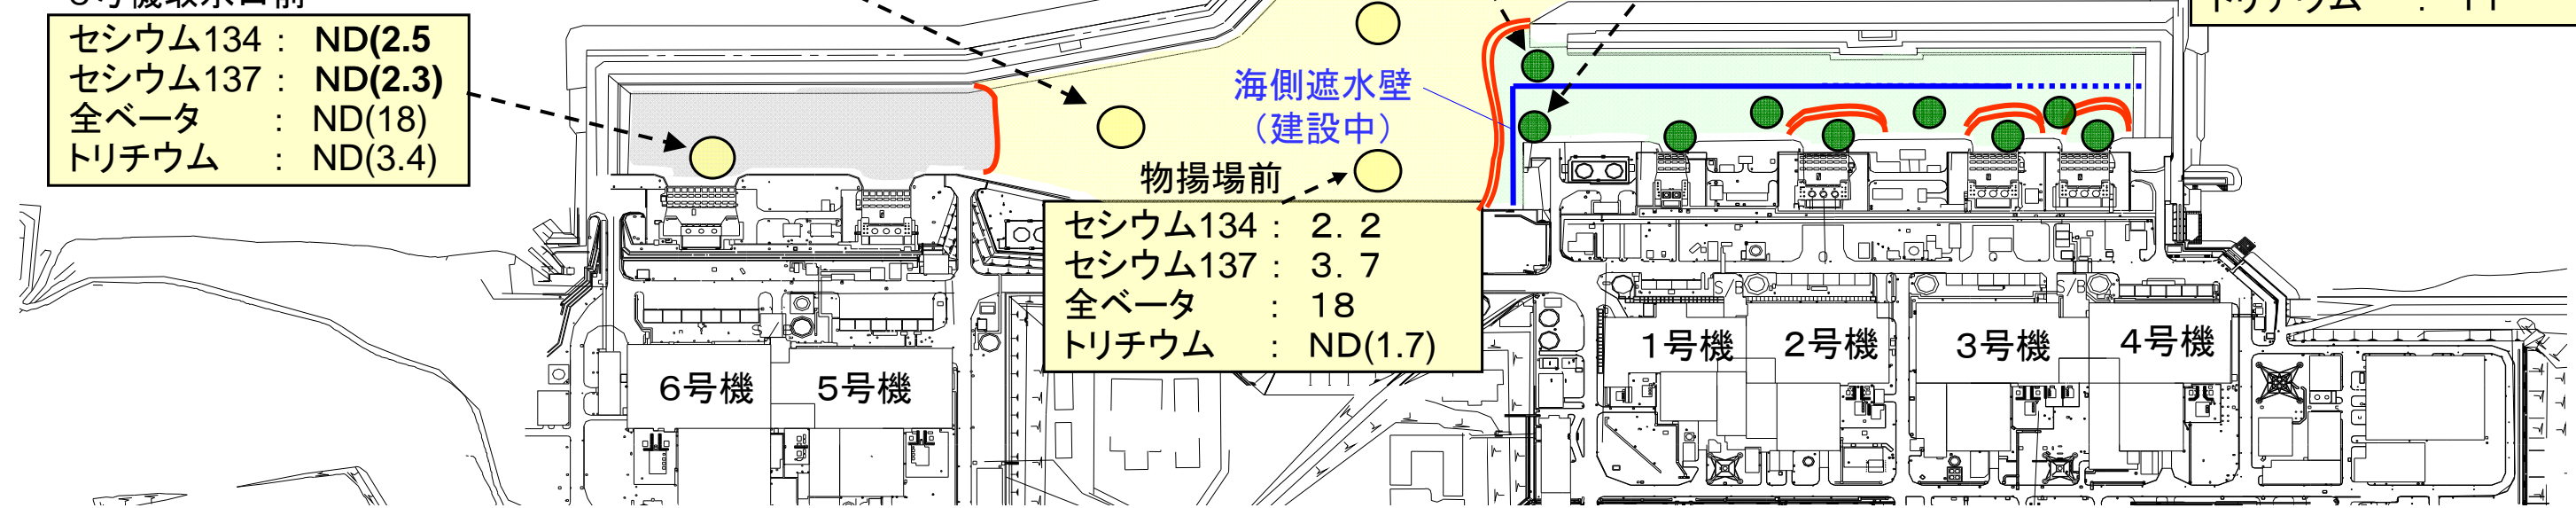 セシウム134 : ND(2.5
セシウム137 : ND(2.3)
全ベータ : ND(18)
トリチウム : ND(3.4)
海側遮水壁
(建設中)
物揚場前
セシウム134 : 2. 2
セシウム137 : 3. 7
全ベータ : 18
トリチウム : ND(1.7)
S/B
S/B
1号機
2号機
3号機
4号機
6号機
5号機